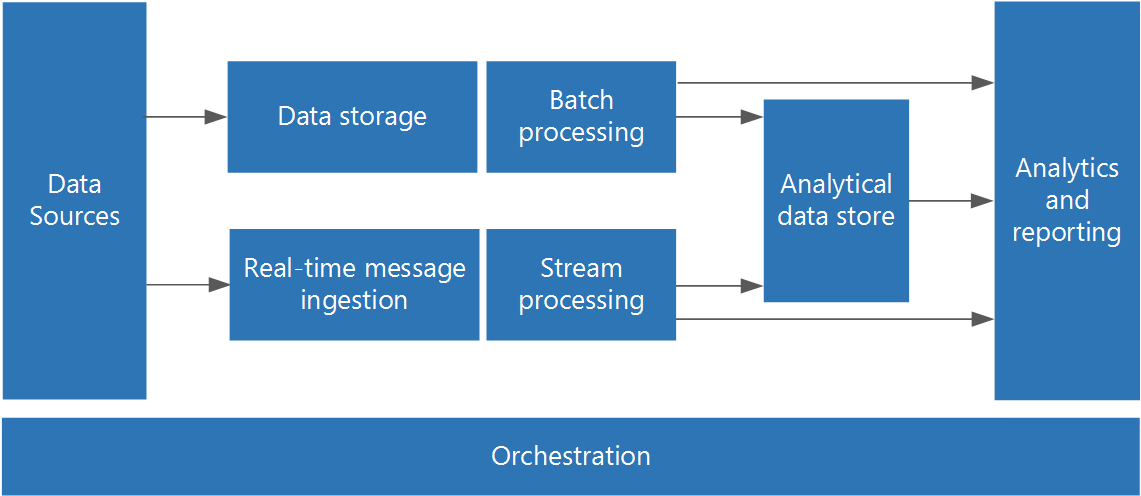 Data
Sources
Data storage
Batch
processing
Real-time message
ingestion
Stream
processing
Analytical
data store
Analytics
and
reporting
Orchestration